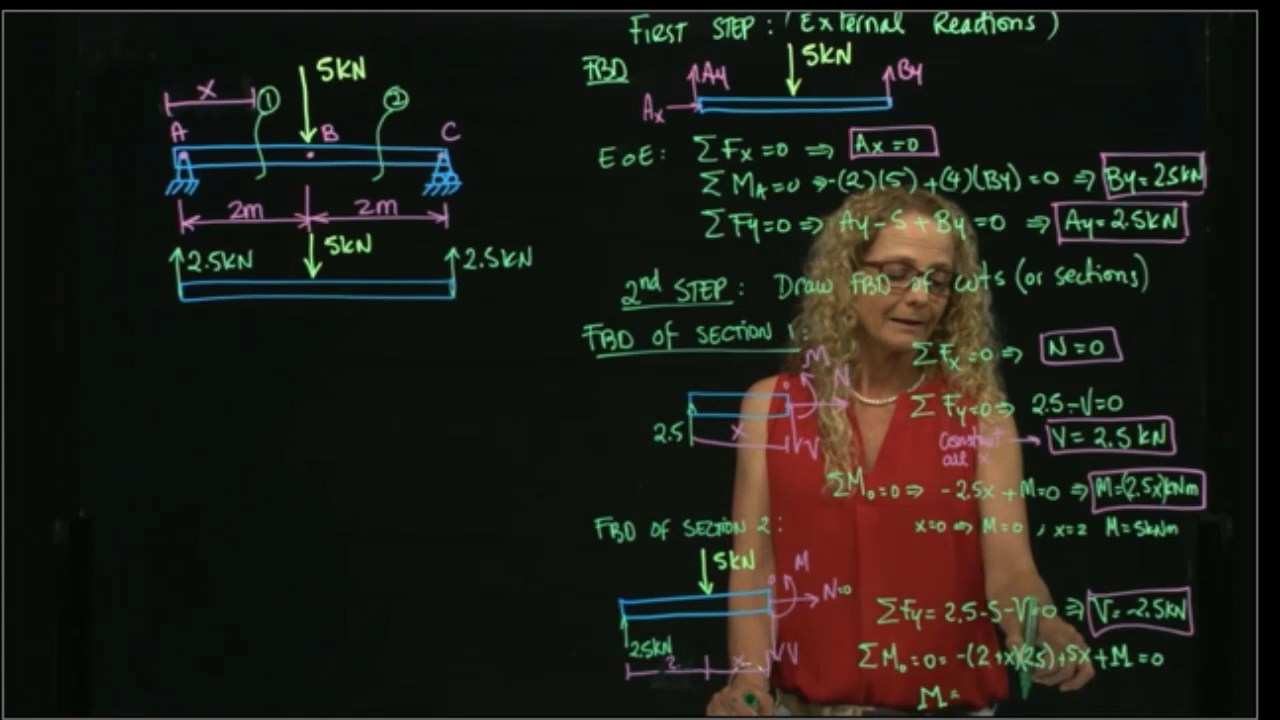 FIRST STEP: (External Reactions)
FBD
Ay
5KN
By
Ax
EoE: ΣFx=0 ⇒ Ax=0
ΣMA=0 ⇒ -(2)(5)+(4)(By)=0 ⇒ By=2.5KN
ΣFy=0 ⇒ Ay-5+By=0 ⇒ Ay=2.5KN
5KN
x
1
2
A
B
C
2m
2m
2.5KN
5KN
2.5KN
2nd STEP: Draw FBD of cuts (or sections)
FBD OF SECTION 1:
M
o
N
2.5
x
V
ΣFx=0 ⇒ N=0
ΣFy=0 ⇒ 2.5-V=0
Constant all x → V=2.5KN
ΣMo=0 ⇒ -2.5x+M=0 ⇒ M=(2.5x)KNm
x=0 ⇒ M=0, x=2 M=5KNm
FBD OF SECTION 2:
5KN
M
o
N=0
2.5KN
2
x
V
ΣFy=2.5-5-V=0 ⇒ V=-2.5KN
ΣMo=0=-(2+x)(2.5)+5x+M=0
M=